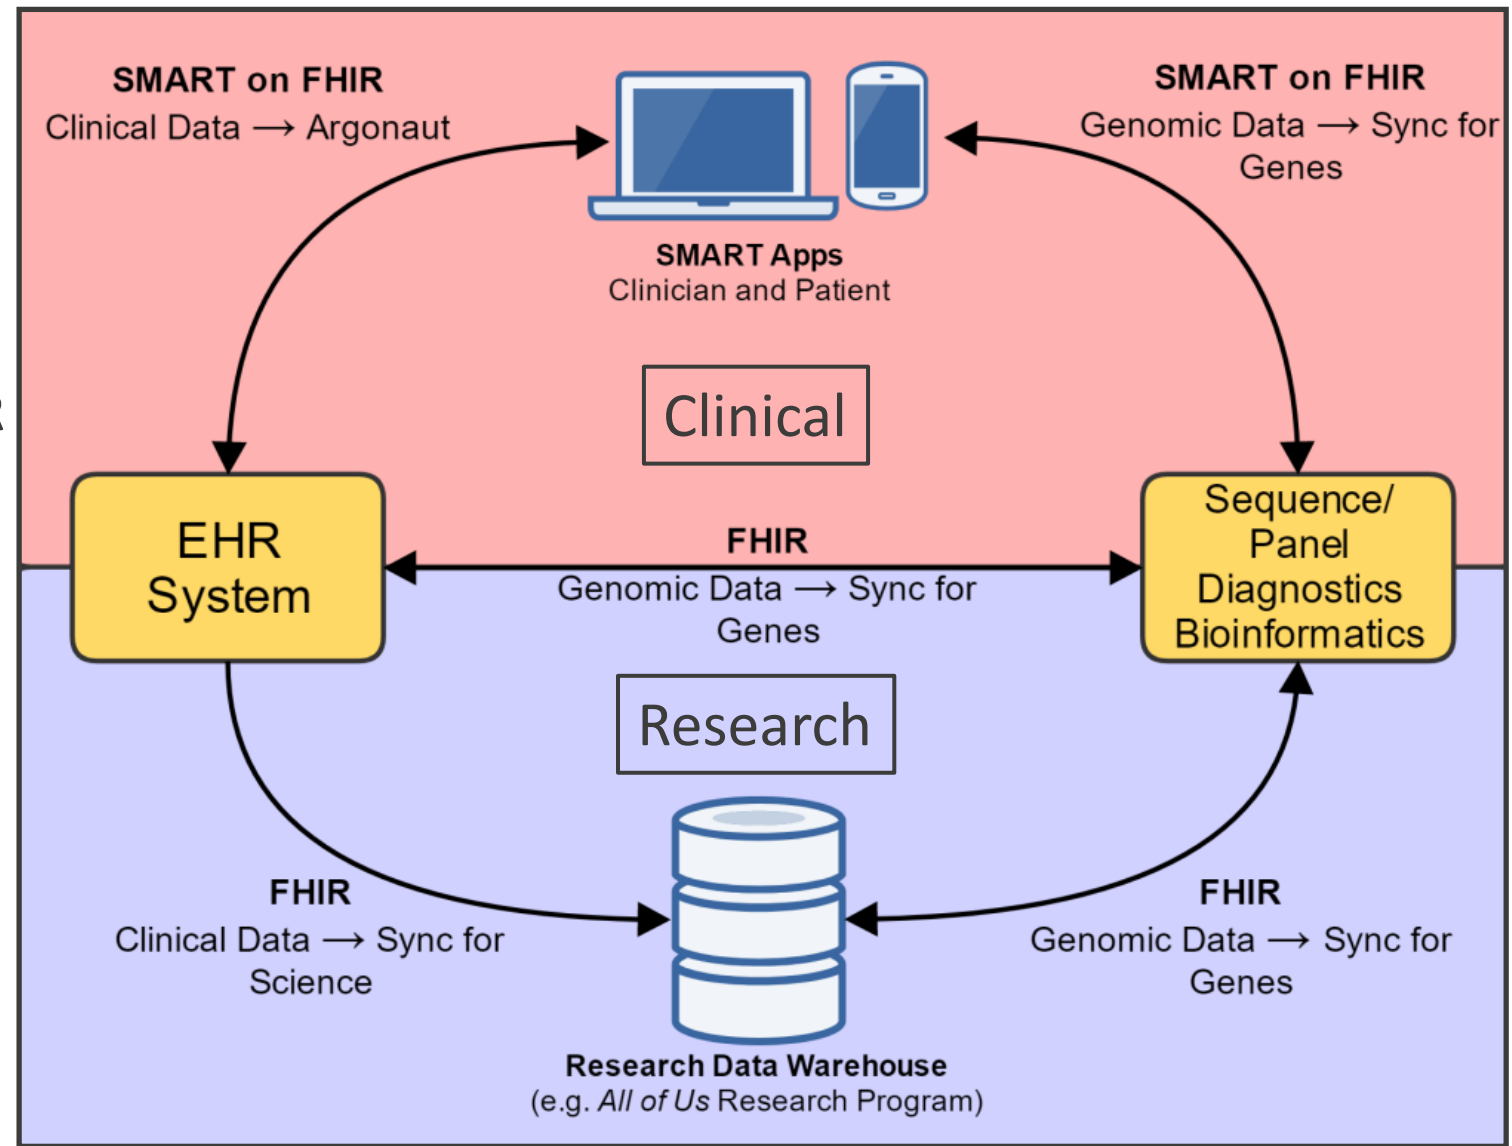 SMART on FHIR
Clinical Data → Argonaut
SMART on FHIR
Genomic Data → Sync for
Genes
SMART Apps
Clinician and Patient
Clinical
R
EHR
System
FHIR
Genomic Data → Sync for
Genes
Sequence/
Panel
Diagnostics
Bioinformatics
Research
FHIR
Clinical Data → Sync for
Science
FHIR
Genomic Data → Sync for
Genes
Research Data Warehouse
(e.g. All of Us Research Program)